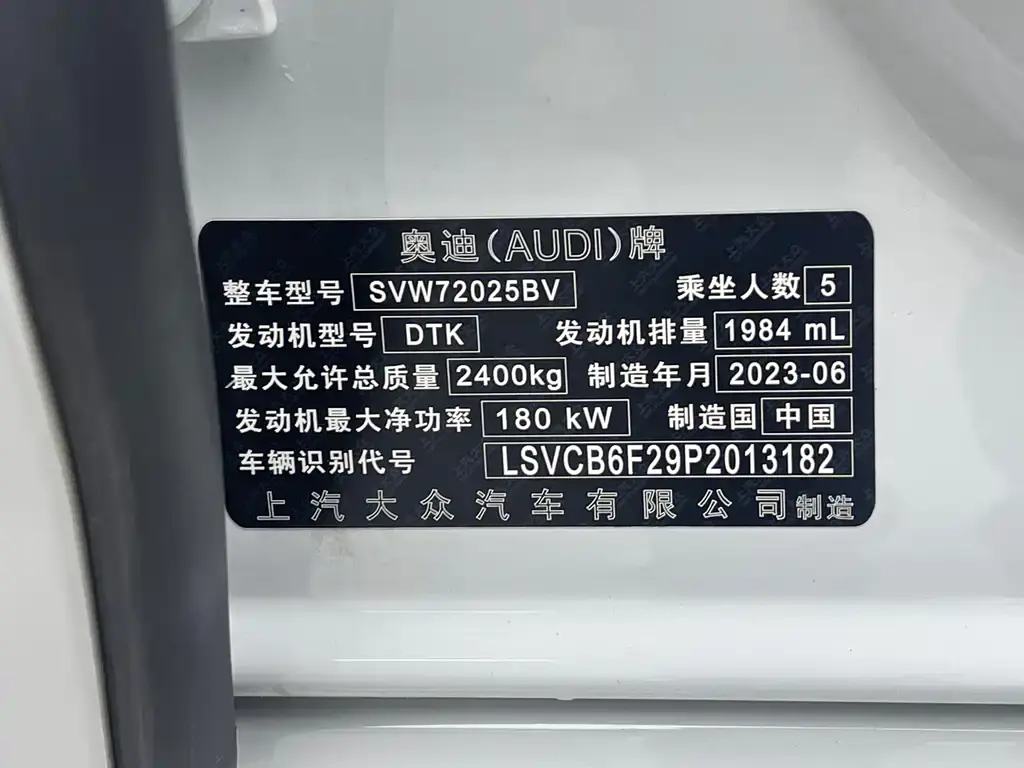 奥迪(AUDI)牌
整车型号 SVW72025BV 乘坐人数 5
发动机型号 DTK 发动机排量 1984 mL
最大允许总质量 2400kg 制造年月 2023-06
发动机最大净功率 180 kW 制造国 中国
车辆识别代号 LSVCB6F29P2013182
上汽大众汽车有限公司制造